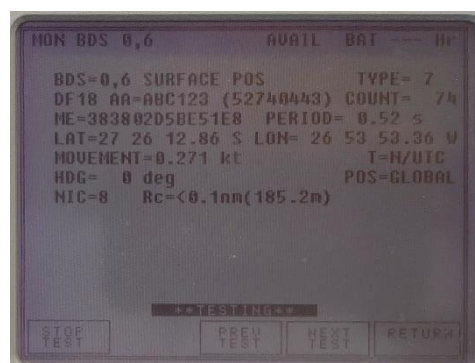 MON BDS 0,6 AVAIL BAT --- Hr
BDS=0,6 SURFACE POS TYPE= 7
DF18 AA=ABC123 (52740443) COUNT= 74
ME=383802D5BE51E8 PERIOD= 0.52 s
LAT=27 26 12.86 S LON= 26 53 53.36 W
MOVEMENT=0.271 kt T=N/UTC
HDG= 0 deg POS=GLOBAL
NIC=8 Rc=<0.1nm(185.2m)
**TESTING**
STOP TEST PREV TEST NEXT TEST RETURN